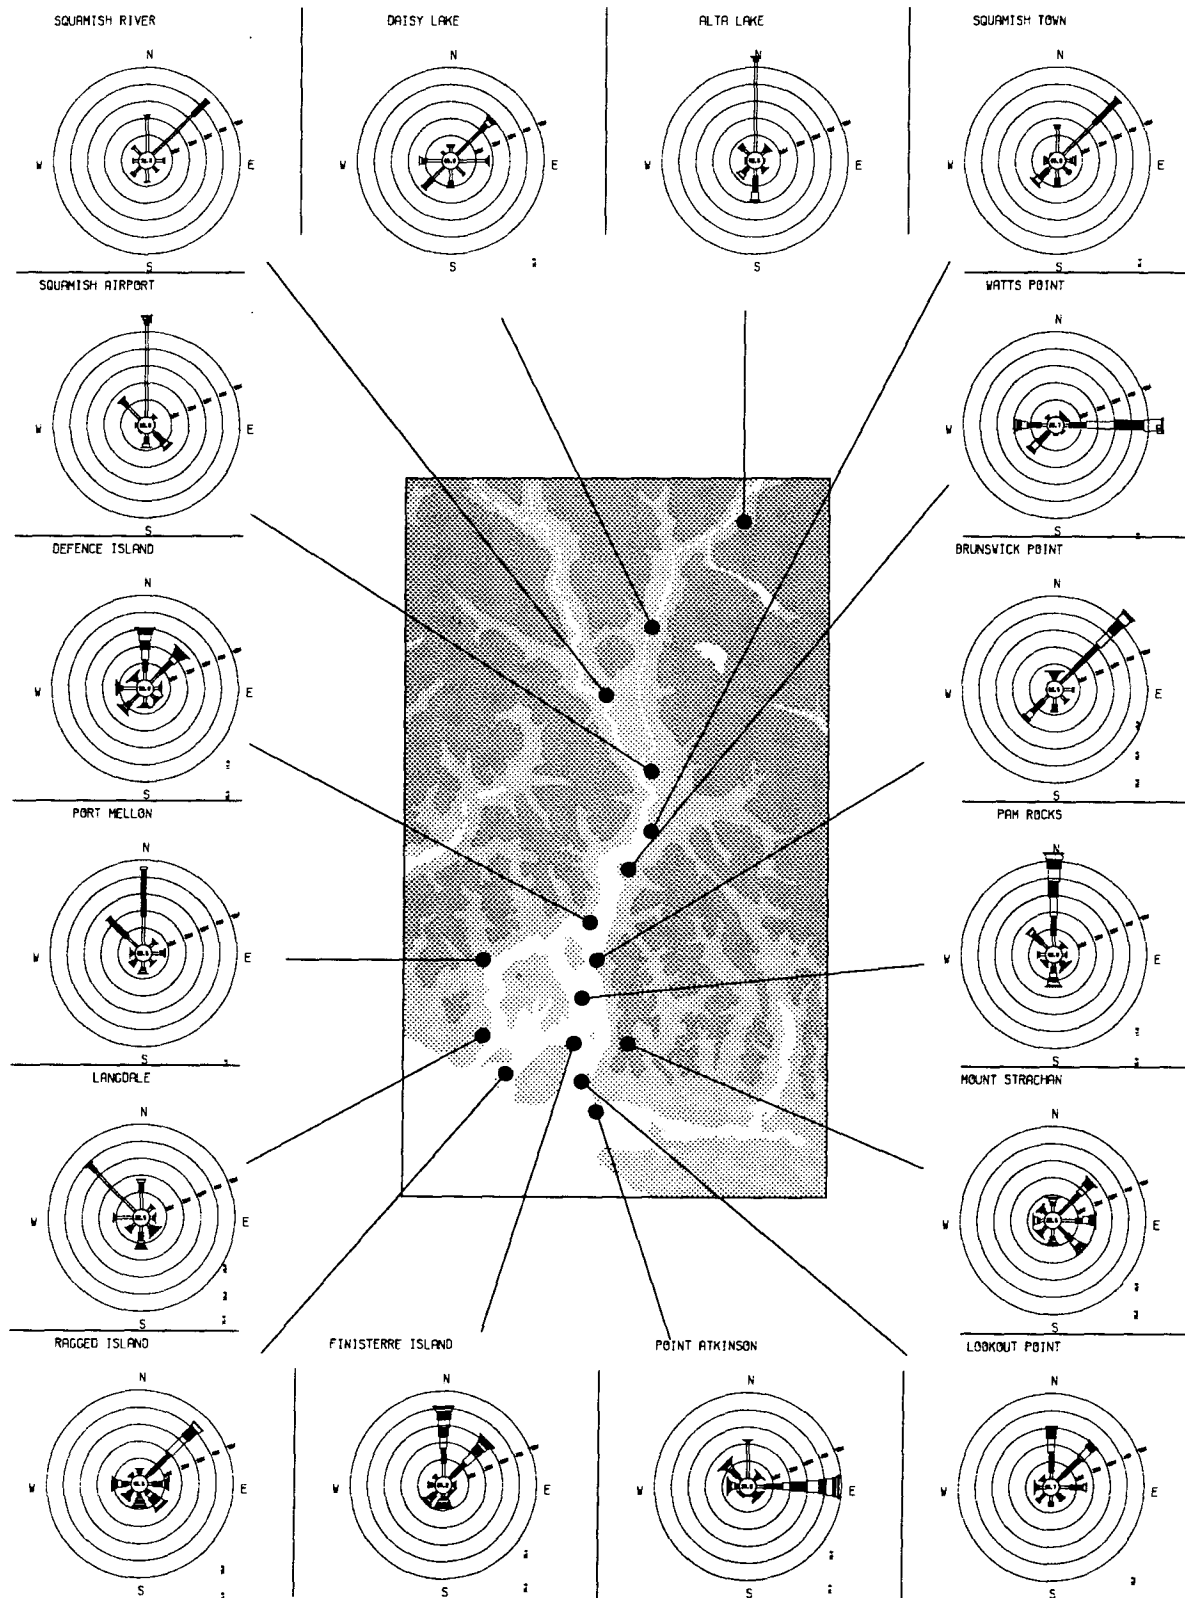 SQUAMISH RIVER
DAISY LAKE
ALTA LAKE
SQUAMISH TOWN
N
N
N
N
W
E
W
E
W
E
W
E
S
S
S
S
SQUAMISH AIRPORT
WATTS POINT
N
W
E
W
E
S
S
DEFENCE ISLAND
BRUNSWICK POINT
N
N
W
E
W
E
S
S
PORT MELLON
PAM ROCKS
N
N
W
E
W
E
S
S
LANGDALE
MOUNT STRACHAN
N
N
W
E
W
E
S
S
RAGGED ISLAND
FINISTERRE ISLAND
POINT ATKINSON
LOOKOUT POINT
N
N
N
N
W
E
W
E
W
E
W
E
S
S
S
S